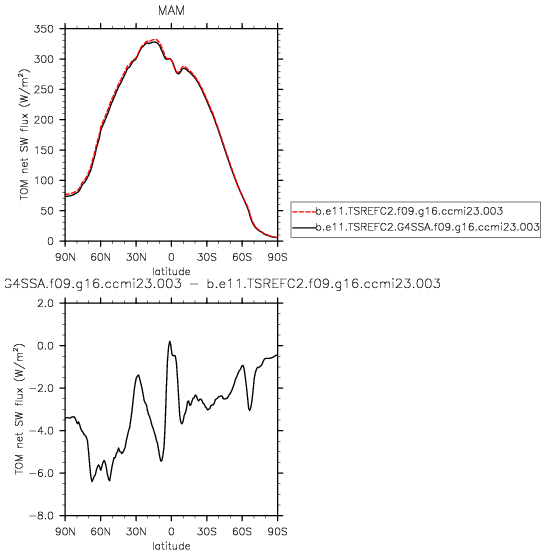 MAM
350
300
250
200
150
100
50
0
TOM net SW flux (W/m²)
90N 60N 30N 0 30S 60S 90S
latitude
b.e11.TSREFC2.f09.g16.ccmi23.003
b.e11.TSREFC2.G4SSA.f09.g16.ccmi23.003
G4SSA.f09.g16.ccmi23.003 − b.e11.TSREFC2.f09.g16.ccmi23.003
2.0
0.0
-2.0
-4.0
-6.0
-8.0
TOM net SW flux (W/m²)
90N 60N 30N 0 30S 60S 90S
latitude